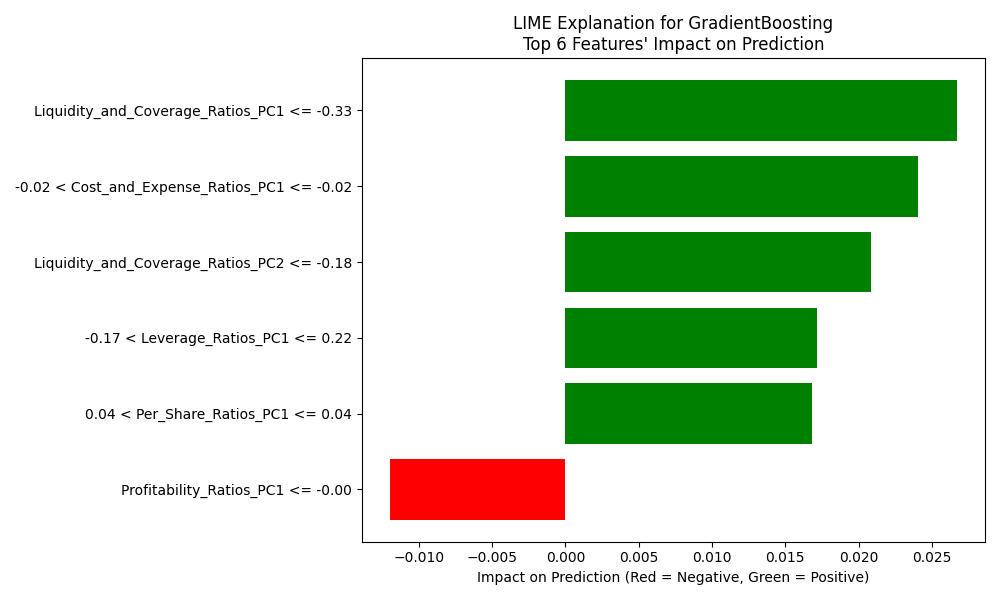 LIME Explanation for GradientBoosting
Top 6 Features' Impact on Prediction
Liquidity_and_Coverage_Ratios_PC1 <= -0.33
-0.02 < Cost_and_Expense_Ratios_PC1 <= -0.02
Liquidity_and_Coverage_Ratios_PC2 <= -0.18
-0.17 < Leverage_Ratios_PC1 <= 0.22
0.04 < Per_Share_Ratios_PC1 <= 0.04
Profitability_Ratios_PC1 <= -0.00
−0.010 −0.005 0.000 0.005 0.010 0.015 0.020 0.025
Impact on Prediction (Red = Negative, Green = Positive)